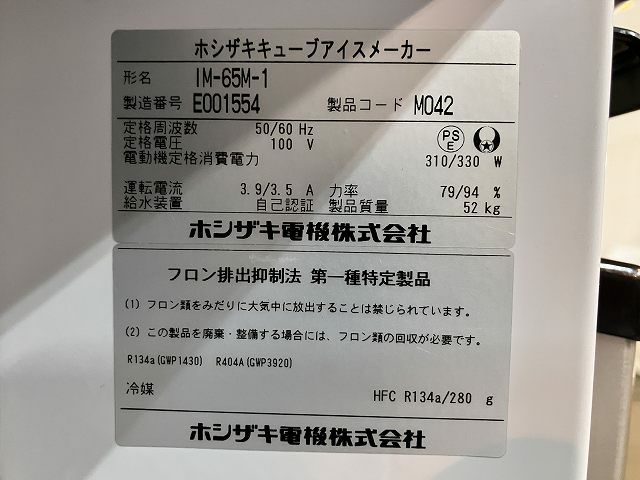 ホシザキキューブアイスメーカー
形名 IM-65M-1
製造番号 E001554 製品コード M042
定格周波数 50/60 Hz
定格電圧 100 V
電動機定格消費電力 310/330 W
PS
E
運転電流 3.9/3.5 A 力率 79/94 %
給水装置 自己認証 製品質量 52 kg
ホシザキ電機株式会社
フロン排出抑制法 第一種特定製品
(1) フロン類をみだりに大気中に放出することは禁じられています。
(2) この製品を廃棄・整備する場合には、フロン類の回収が必要です。
R134a(GWP1430) R404A(GWP3920)
冷媒 HFC R134a/280 g
ホシザキ電機株式会社